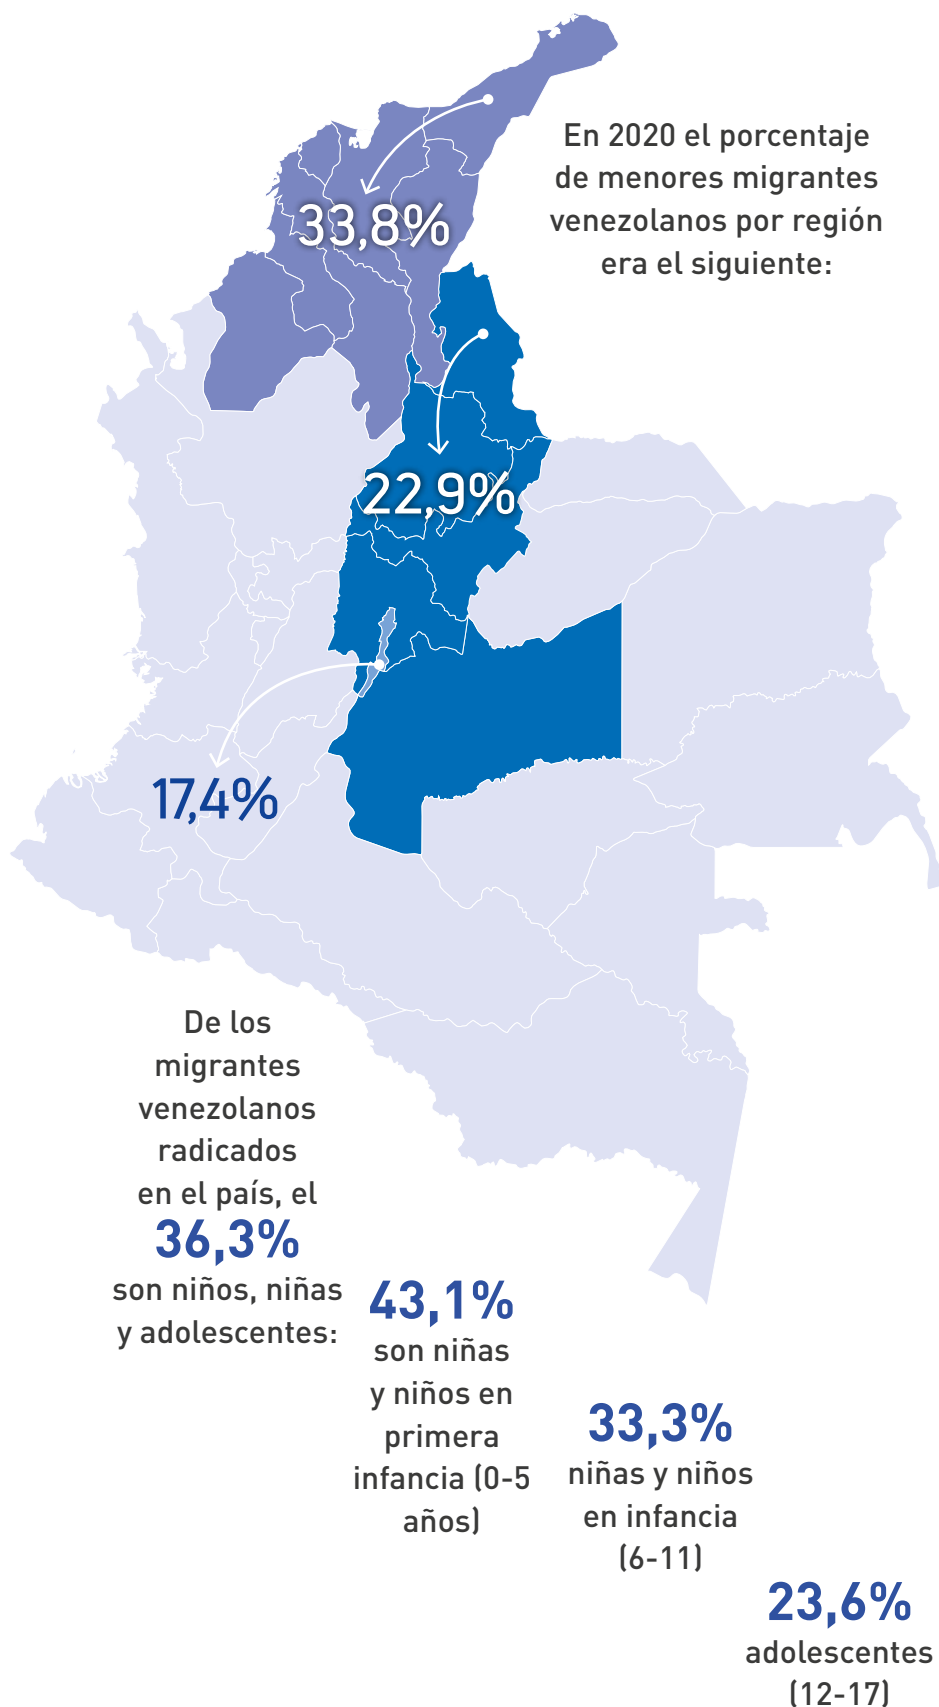 En 2020 el porcentaje
de menores migrantes
venezolanos por región
era el siguiente:
33,8%
22,9%
17,4%
De los
migrantes
venezolanos
radicados
en el país, el
36,3%
son niños, niñas
y adolescentes:
43,1%
son niñas
y niños en
primera
infancia (0-5
años)
33,3%
niñas y niños
en infancia
(6-11)
23,6%
adolescentes
(12-17)